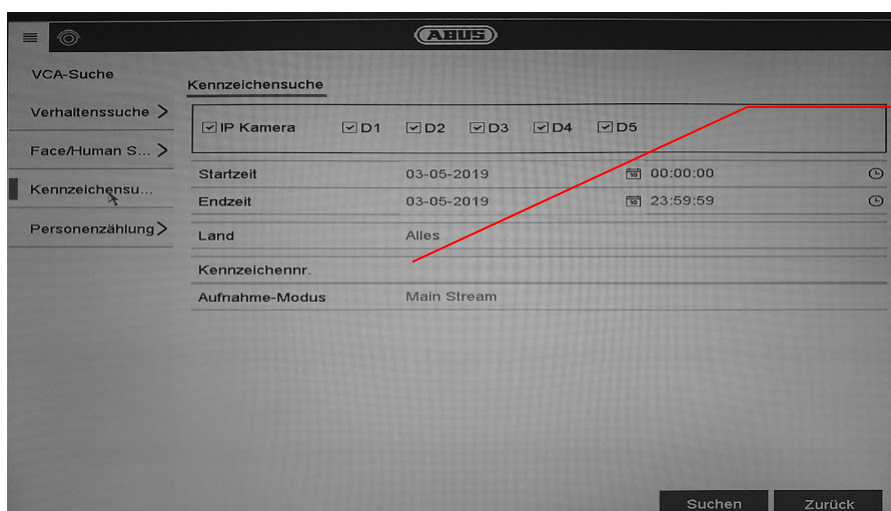 ABUS
VCA-Suche
Kennzeichensuche
Verhaltenssuche >
IP Kamera D1 D2 D3 D4 D5
Face/Human S... >
Startzeit 03-05-2019 00:00:00
Kennzeichensu...
Endzeit 03-05-2019 23:59:59
Personenzählung >
Land Alles
Kennzeichennr.
Aufnahme-Modus Main Stream
Suchen Zurück